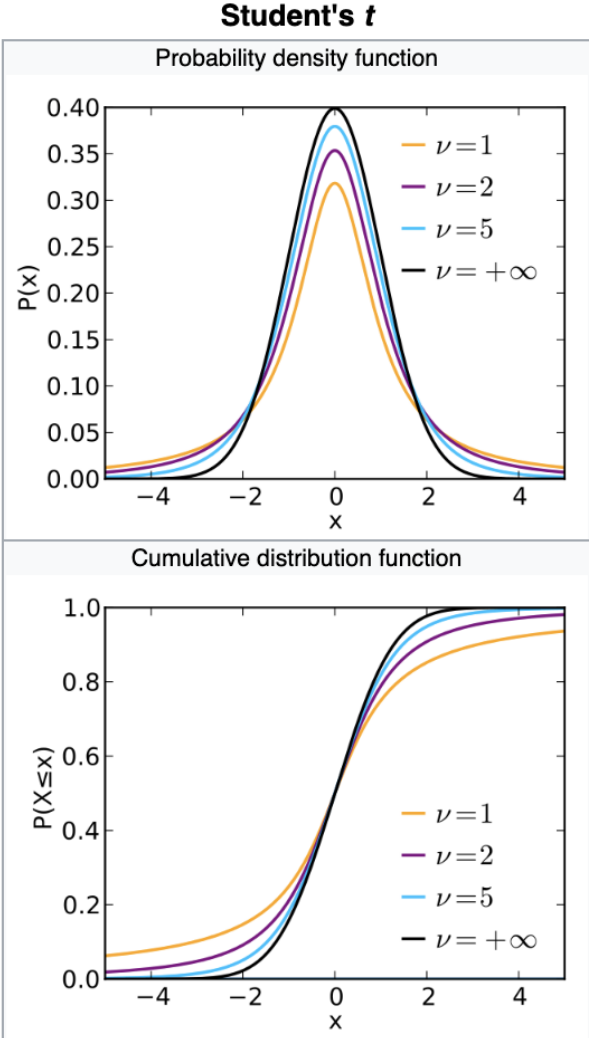 Student's t
Probability density function
0.40
0.35
0.30
0.25
0.20
0.15
0.10
0.05
0.00
P(x)
ν=1
ν=2
ν=5
ν=+∞
−4 −2 0 2 4
x
Cumulative distribution function
1.0
0.8
0.6
0.4
0.2
0.0
P(X≤x)
ν=1
ν=2
ν=5
ν=+∞
−4 −2 0 2 4
x